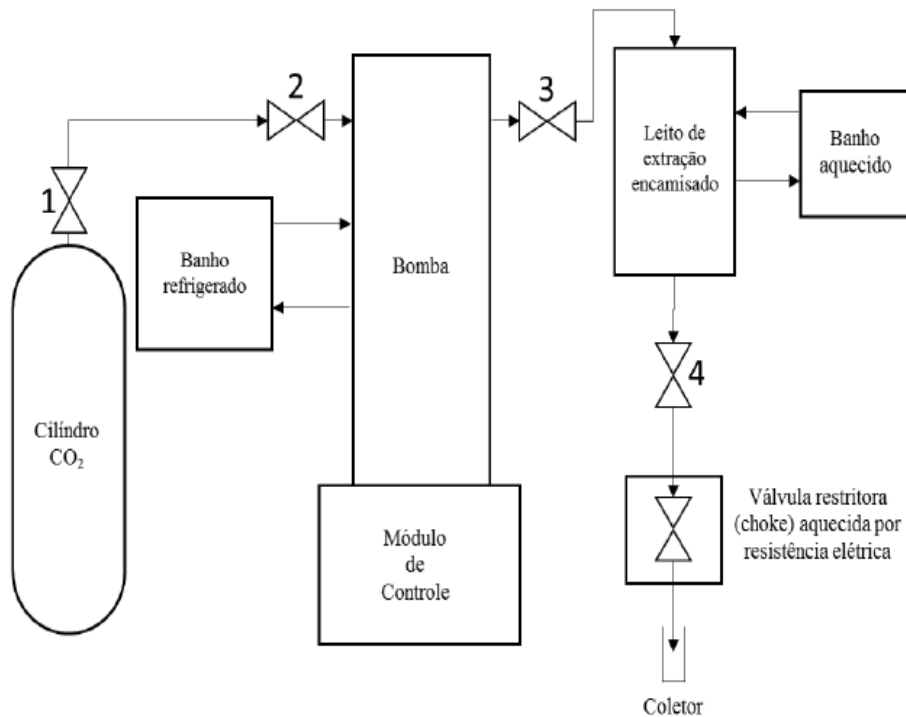 2
3
1
Leito de
extração
encamisado
Banho
aquecido
Banho
refrigerado
Bomba
4
Cilíndro
CO₂
Módulo
de
Controle
Válvula restritora
(choke) aquecida por
resistência elétrica
Coletor